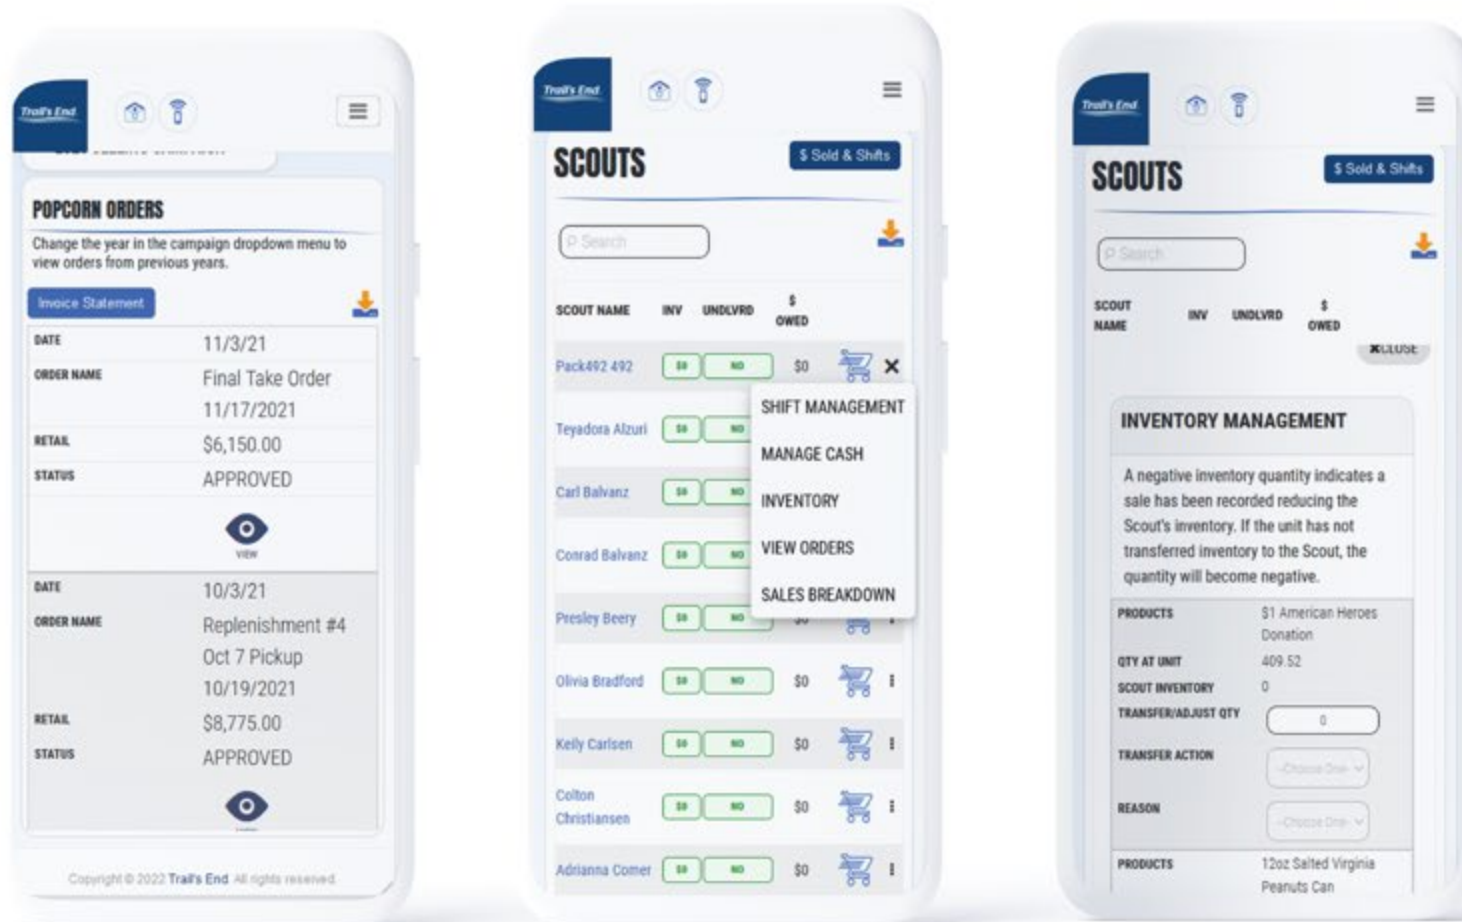 Trail's End
POPCORN ORDERS
Change the year in the campaign dropdown menu to
view orders from previous years.
Invoice Statement
DATE 11/3/21
ORDER NAME Final Take Order
11/17/2021
RETAIL $6,150.00
STATUS APPROVED
VIEW
DATE 10/3/21
ORDER NAME Replenishment #4
Oct 7 Pickup
10/19/2021
RETAIL $8,775.00
STATUS APPROVED
Copyright © 2022 Trail's End. All rights reserved.
Trail's End
SCOUTS
$ Sold & Shifts
Search
SCOUT NAME INV UNDLVRD $ OWED
Pack492 492 $0 NO $0
SHIFT MANAGEMENT
MANAGE CASH
INVENTORY
VIEW ORDERS
SALES BREAKDOWN
Teyadora Alzuri $0 NO
Carl Balvanz $0 NO
Conrad Balvanz $0 NO
Presley Beery $0 NO $0
Olivia Bradford $0 NO $0
Kelly Carlsen $0 NO $0
Colton
Christiansen $0 NO $0
Adrianna Comer $0 NO $0
Trail's End
SCOUTS
$ Sold & Shifts
Search
SCOUT
NAME INV UNDLVRD $ OWED
CLOSE
INVENTORY MANAGEMENT
A negative inventory quantity indicates a
sale has been recorded reducing the
Scout's inventory. If the unit has not
transferred inventory to the Scout, the
quantity will become negative.
PRODUCTS $1 American Heroes
Donation
QTY AT UNIT 409.52
SCOUT INVENTORY 0
TRANSFER/ADJUST QTY 0
TRANSFER ACTION --Choose One--
REASON --Choose One--
PRODUCTS 12oz Salted Virginia
Peanuts Can